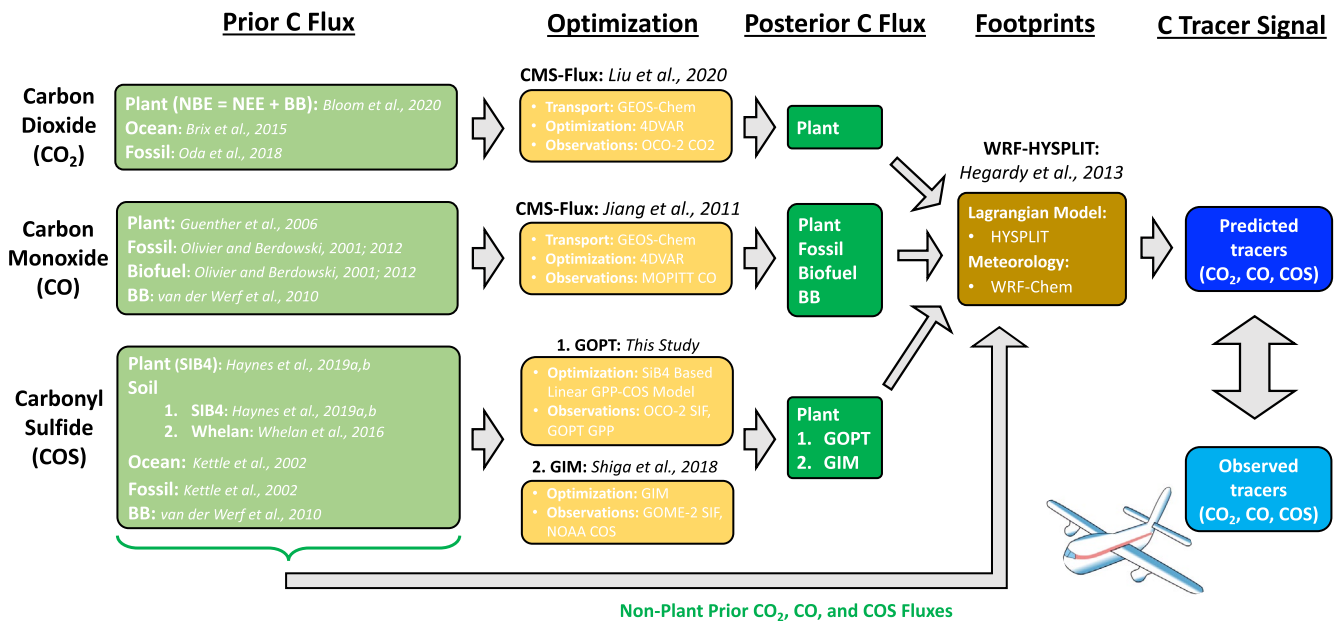 Prior C Flux
Optimization
Posterior C Flux
Footprints
C Tracer Signal
Carbon
Dioxide
(CO₂)
Plant (NBE = NEE + BB): Bloom et al., 2020
Ocean: Brix et al., 2015
Fossil: Oda et al., 2018
CMS-Flux: Liu et al., 2020
• Transport: GEOS-Chem
• Optimization: 4DVAR
• Observations: OCO-2 CO2
Plant
Carbon
Monoxide
(CO)
Plant: Guenther et al., 2006
Fossil: Olivier and Berdowski, 2001; 2012
Biofuel: Olivier and Berdowski, 2001; 2012
BB: van der Werf et al., 2010
CMS-Flux: Jiang et al., 2011
• Transport: GEOS-Chem
• Optimization: 4DVAR
• Observations: MOPITT CO
Plant
Fossil
Biofuel
BB
WRF-HYSPLIT:
Hegardy et al., 2013
Lagrangian Model:
• HYSPLIT
Meteorology:
• WRF-Chem
Predicted
tracers
(CO₂, CO, COS)
Carbonyl
Sulfide
(COS)
Plant (SIB4): Haynes et al., 2019a,b
Soil
1. SIB4: Haynes et al., 2019a,b
2. Whelan: Whelan et al., 2016
Ocean: Kettle et al., 2002
Fossil: Kettle et al., 2002
BB: van der Werf et al., 2010
1. GOPT: This Study
• Optimization: SiB4 Based
Linear GPP-COS Model
• Observations: OCO-2 SIF,
GOPT GPP
2. GIM: Shiga et al., 2018
• Optimization: GIM
• Observations: GOME-2 SIF,
NOAA COS
Plant
1. GOPT
2. GIM
Observed
tracers
(CO₂, CO, COS)
Non-Plant Prior CO₂, CO, and COS Fluxes